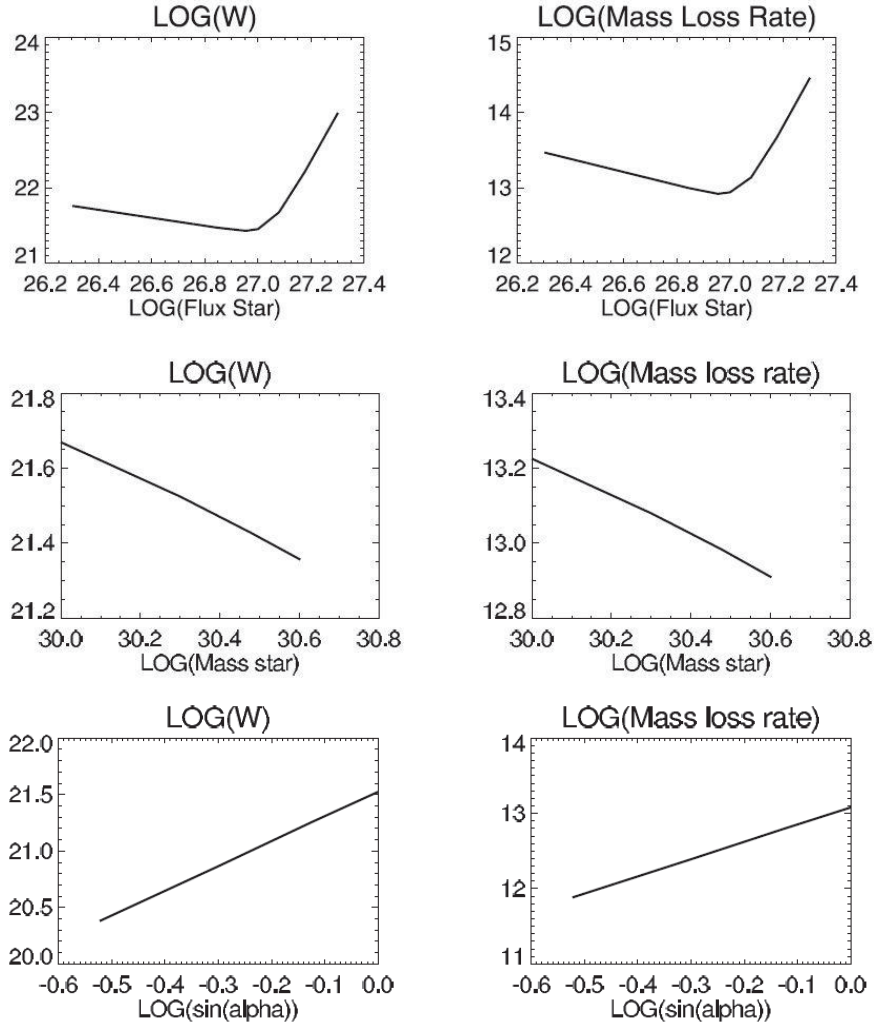 LOG(W)
24
23
22
21
26.2 26.4 26.6 26.8 27.0 27.2 27.4
LOG(Flux Star)
LOG(Mass Loss Rate)
15
14
13
12
26.2 26.4 26.6 26.8 27.0 27.2 27.4
LOG(Flux Star)
LOG(W)
21.8
21.6
21.4
21.2
30.0 30.2 30.4 30.6 30.8
LOG(Mass star)
LOG(Mass loss rate)
13.4
13.2
13.0
12.8
30.0 30.2 30.4 30.6 30.8
LOG(Mass star)
LOG(W)
22.0
21.5
21.0
20.5
20.0
-0.6 -0.5 -0.4 -0.3 -0.2 -0.1 0.0
LOG(sin(alpha))
LOG(Mass loss rate)
14
13
12
11
-0.6 -0.5 -0.4 -0.3 -0.2 -0.1 0.0
LOG(sin(alpha))